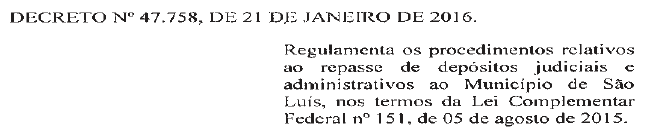 DECRETO Nº 47.758, DE 21 DE JANEIRO DE 2016.
Regulamenta os procedimentos relativos
ao repasse de depósitos judiciais e
administrativos ao Município de São
Luís, nos termos da Lei Complementar
Federal nº 151, de 05 de agosto de 2015.